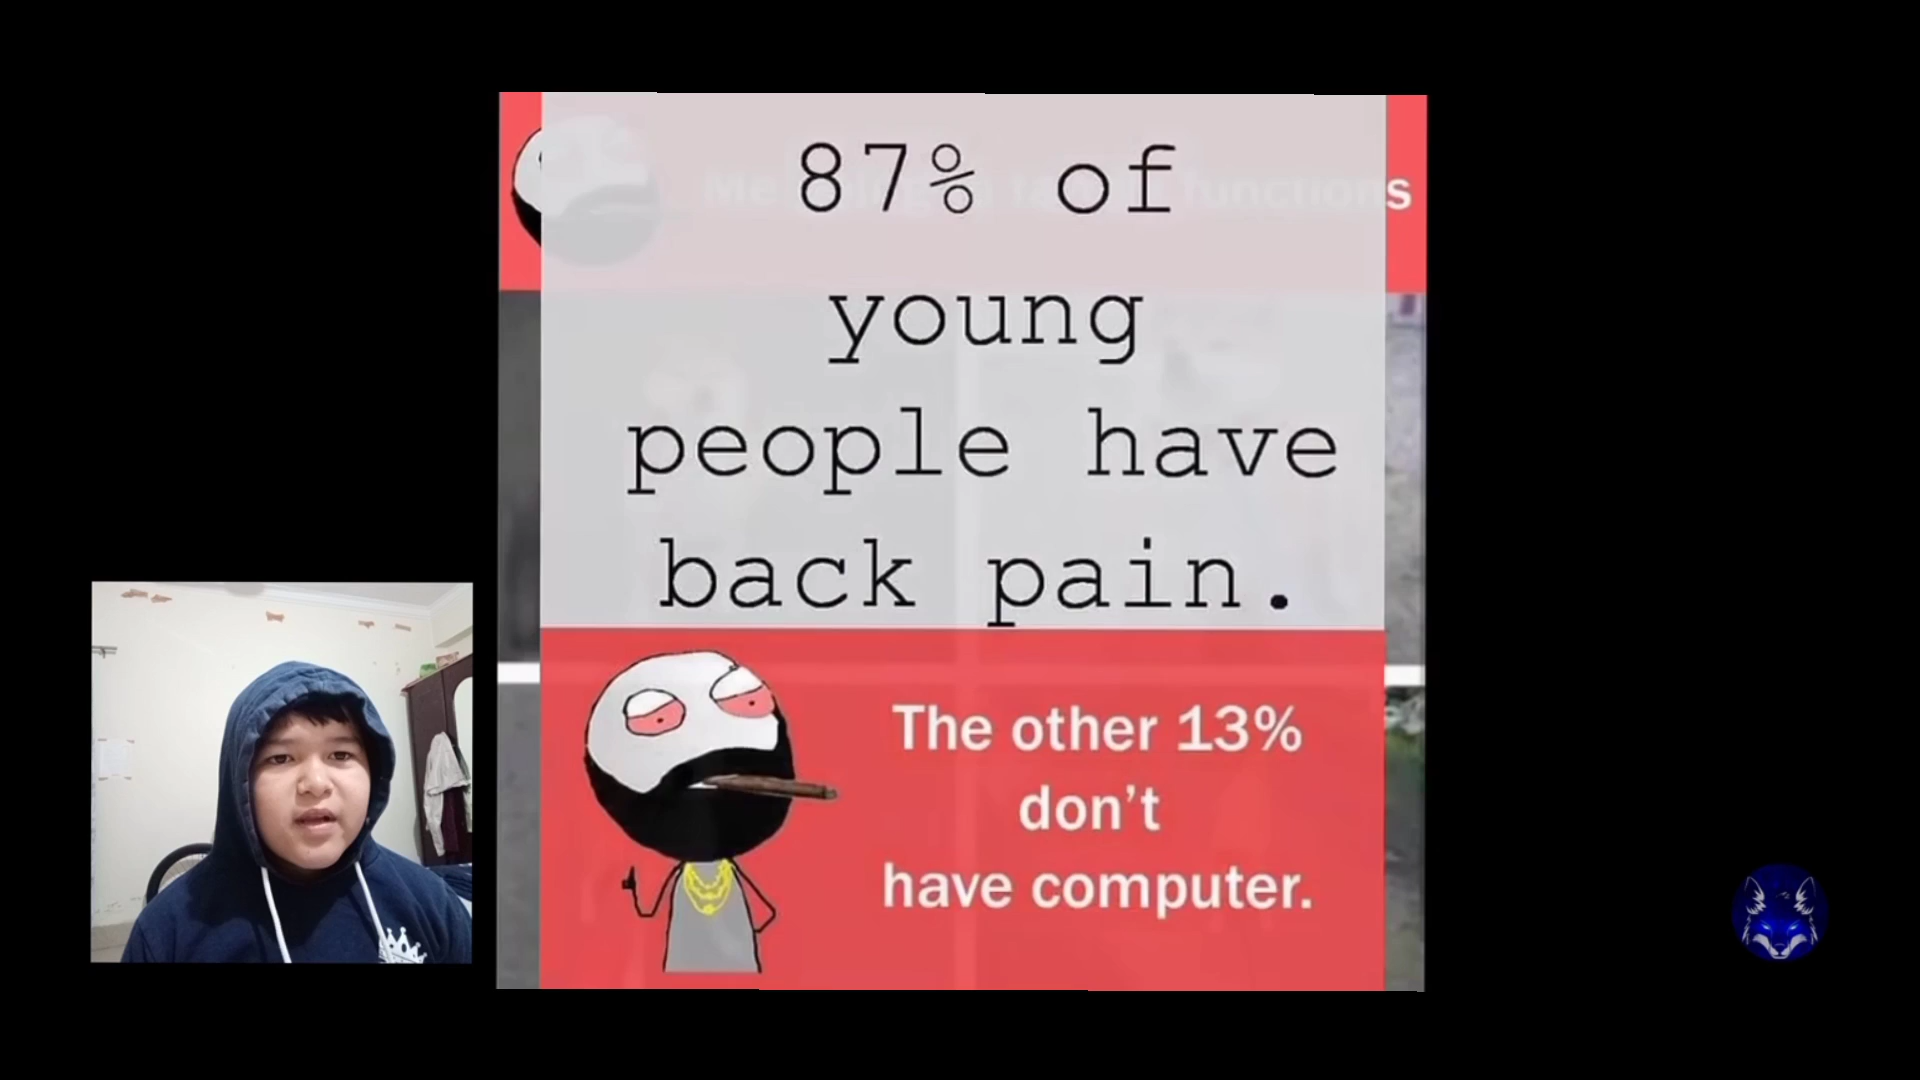 87% of
young
people have
back pain.
The other 13%
don't
have computer.